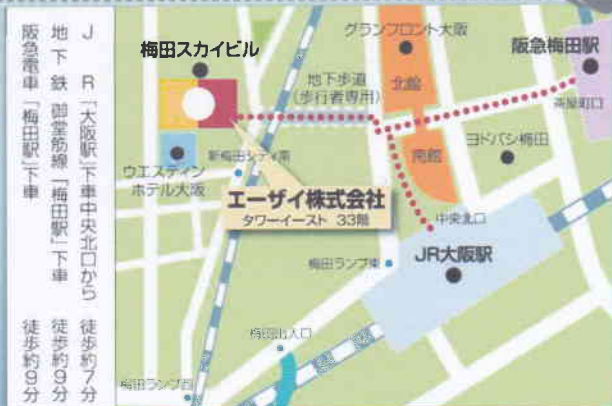 JR「大阪駅」下車中央北口から 徒歩約7分
地下鉄 御堂筋線「梅田駅」下車 徒歩約9分
阪急電車「梅田駅」下車 徒歩約9分
梅田スカイビル
グランフロント大阪
阪急梅田駅
地下歩道
(歩行者専用)
北館
茶屋町口
ヨドバシ梅田
南館
ウエスティン
ホテル大阪
新梅田シティ南
エーザイ株式会社
タワーイースト 33階
中央北口
JR大阪駅
梅田ランプ東
梅田出入口
梅田ランプ西